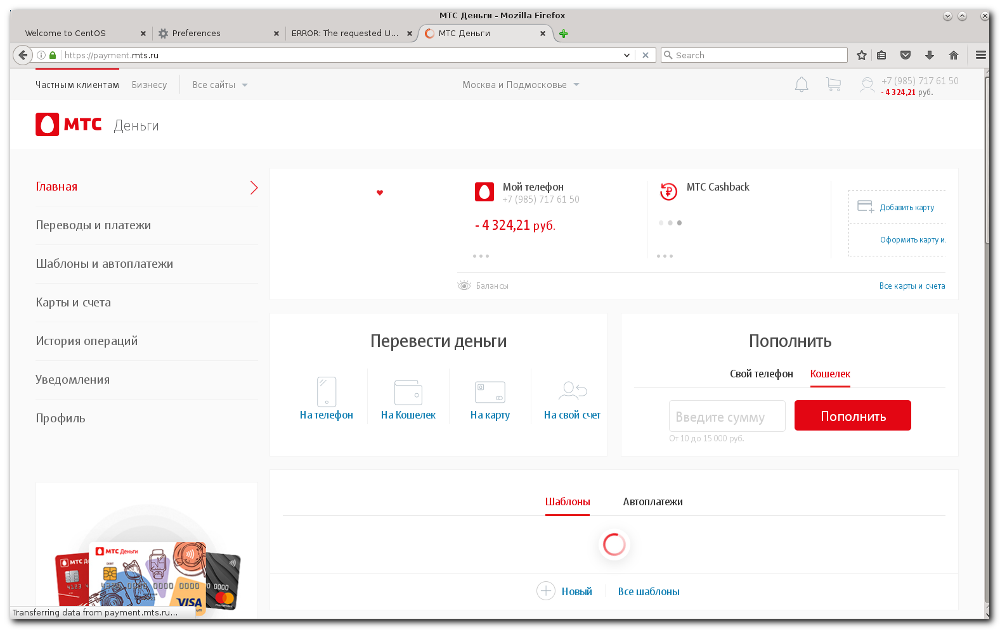 МТС Деньги - Mozilla Firefox
Welcome to CentOS
Preferences
ERROR: The requested U...
МТС Деньги
https://payment.mts.ru
Search
Частным клиентам
Бизнесу
Все сайты
Москва и Подмосковье
+7 (985) 717 61 50
- 4 324,21 руб.
МТС Деньги
Главная
Переводы и платежи
Шаблоны и автоплатежи
Карты и счета
История операций
Уведомления
Профиль
Мой телефон
+7 (985) 717 61 50
- 4 324,21 руб.
МТС Cashback
Добавить карту
Оформить карту и
Балансы
Все карты и счета
Перевести деньги
На телефон
На Кошелек
На карту
На свой счет
Пополнить
Свой телефон
Кошелек
Введите сумму
Пополнить
От 10 до 15 000 руб.
Шаблоны
Автоплатежи
Новый
Все шаблоны
МТС
МТС Деньги
DEBIT
4123
0000 0000 0000
0000
VISA
mastercard
Transferring data from payment.mts.ru...